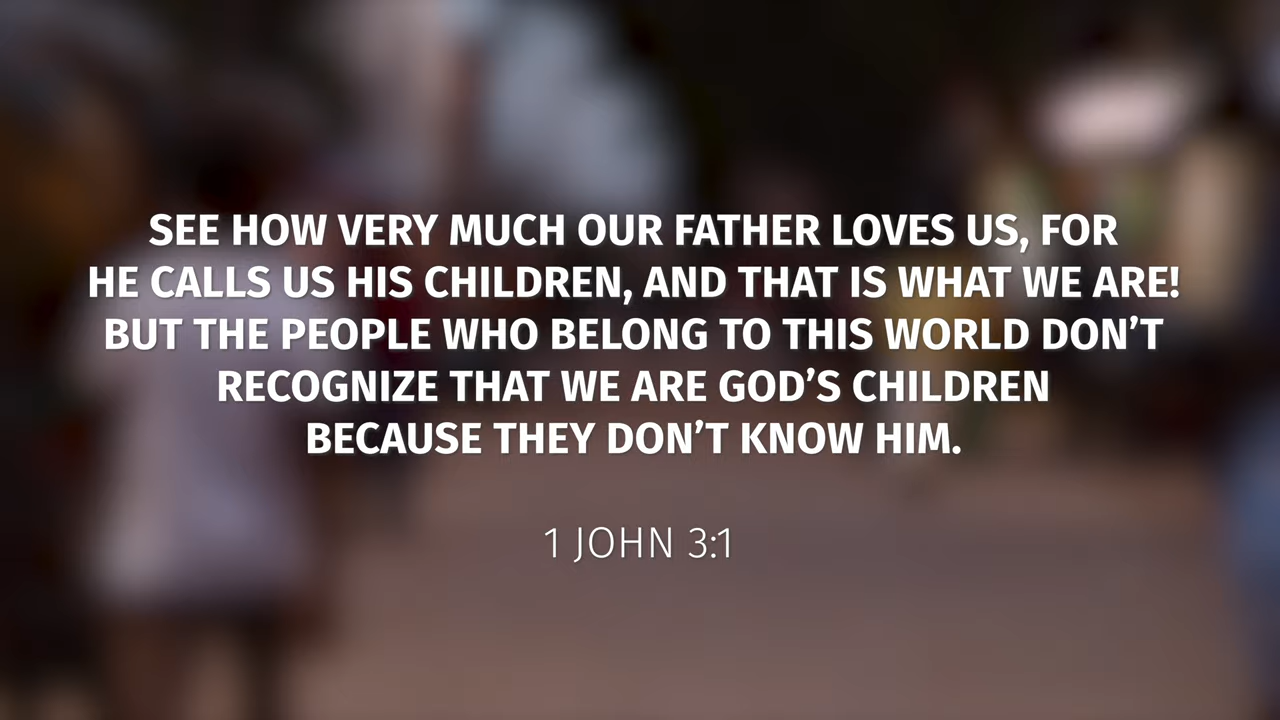 SEE HOW VERY MUCH OUR FATHER LOVES US, FOR
HE CALLS US HIS CHILDREN, AND THAT IS WHAT WE ARE!
BUT THE PEOPLE WHO BELONG TO THIS WORLD DON’T
RECOGNIZE THAT WE ARE GOD’S CHILDREN
BECAUSE THEY DON’T KNOW HIM.
1 JOHN 3:1